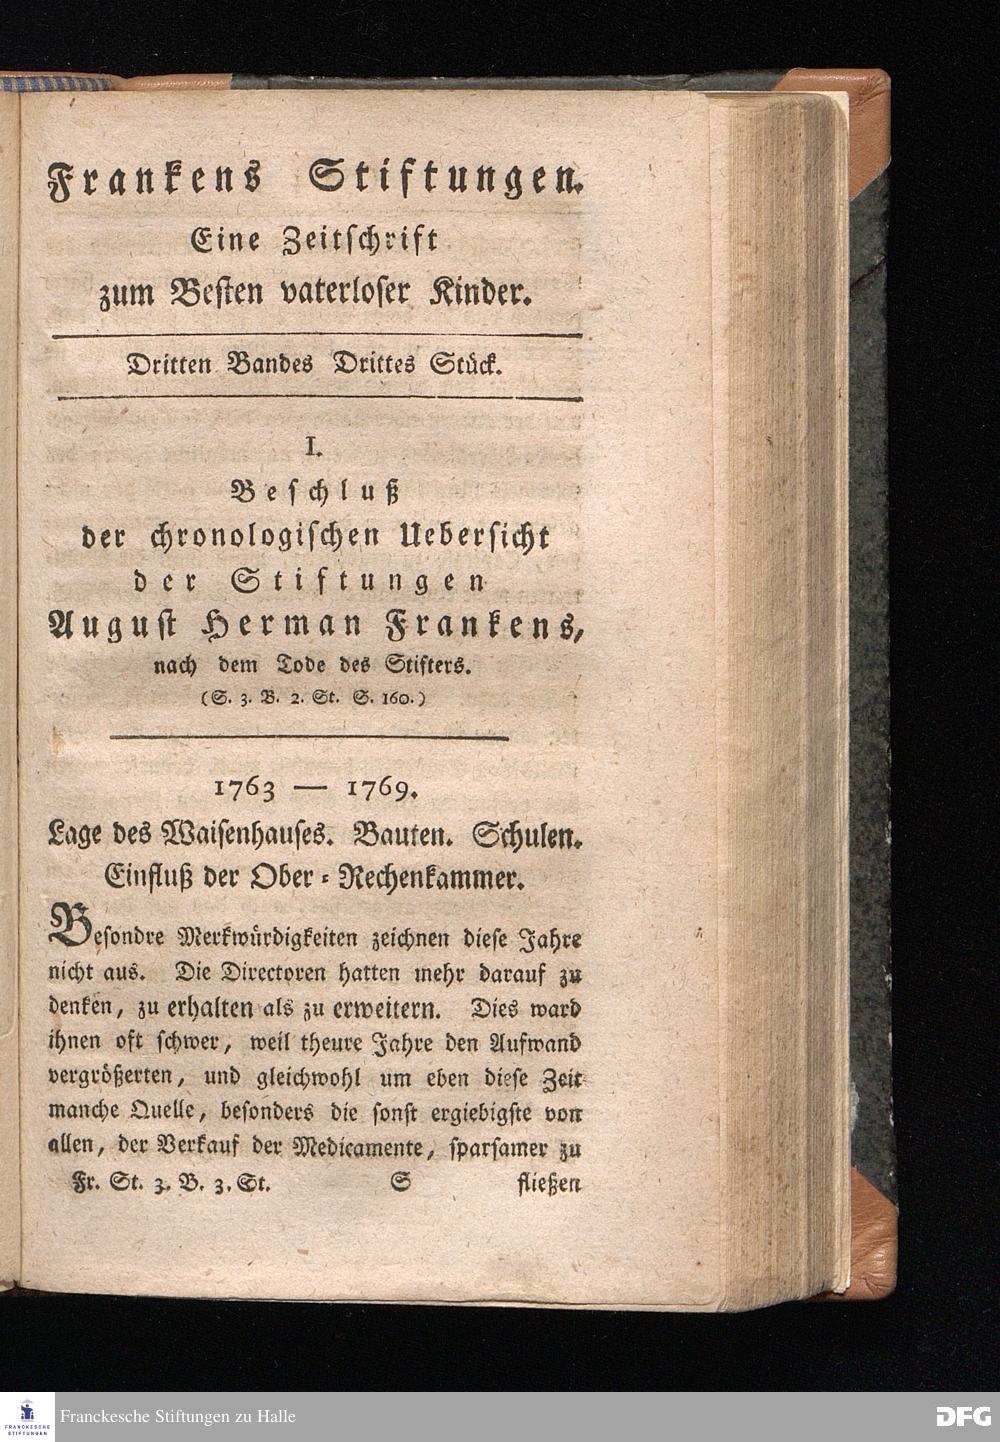 Frankens Stiftungen.
Eine Zeitschrift
zum Besten vaterloser Kinder.
Dritten Bandes Drittes Stück.
I.
Beschluß
der chronologischen Uebersicht
der Stiftungen
August Herman Frankens,
nach dem Tode des Stifters.
(S. 3. B. 2. St. S. 160.)
1763 — 1769.
Lage des Waisenhauses. Bauten. Schulen.
Einfluß der Ober-Rechenkammer.
Besondre Merkwürdigkeiten zeichnen diese Jahre
nicht aus. Die Directoren hatten mehr darauf zu
denken, zu erhalten als zu erweitern. Dies ward
ihnen oft schwer, weil theure Jahre den Aufwand
vergrößerten, und gleichwohl um eben diese Zeit
manche Quelle, besonders die sonst ergiebigste von
allen, der Verkauf der Medicamente, sparsamer zu
Fr. St. 3. B. 3. St. S fließen
FRANCKESCHE
STIFTUNGEN
Franckesche Stiftungen zu Halle
DFG